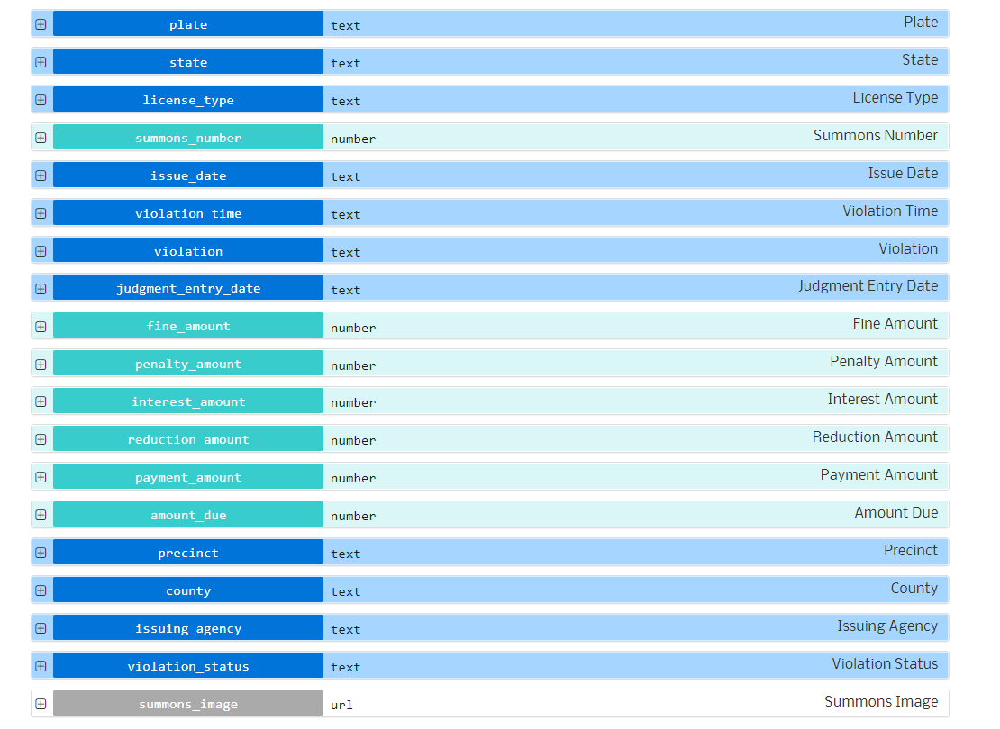 plate text Plate
state text State
license_type text License Type
summons_number number Summons Number
issue_date text Issue Date
violation_time text Violation Time
violation text Violation
judgment_entry_date text Judgment Entry Date
fine_amount number Fine Amount
penalty_amount number Penalty Amount
interest_amount number Interest Amount
reduction_amount number Reduction Amount
payment_amount number Payment Amount
amount_due number Amount Due
precinct text Precinct
county text County
issuing_agency text Issuing Agency
violation_status text Violation Status
summons_image url Summons Image